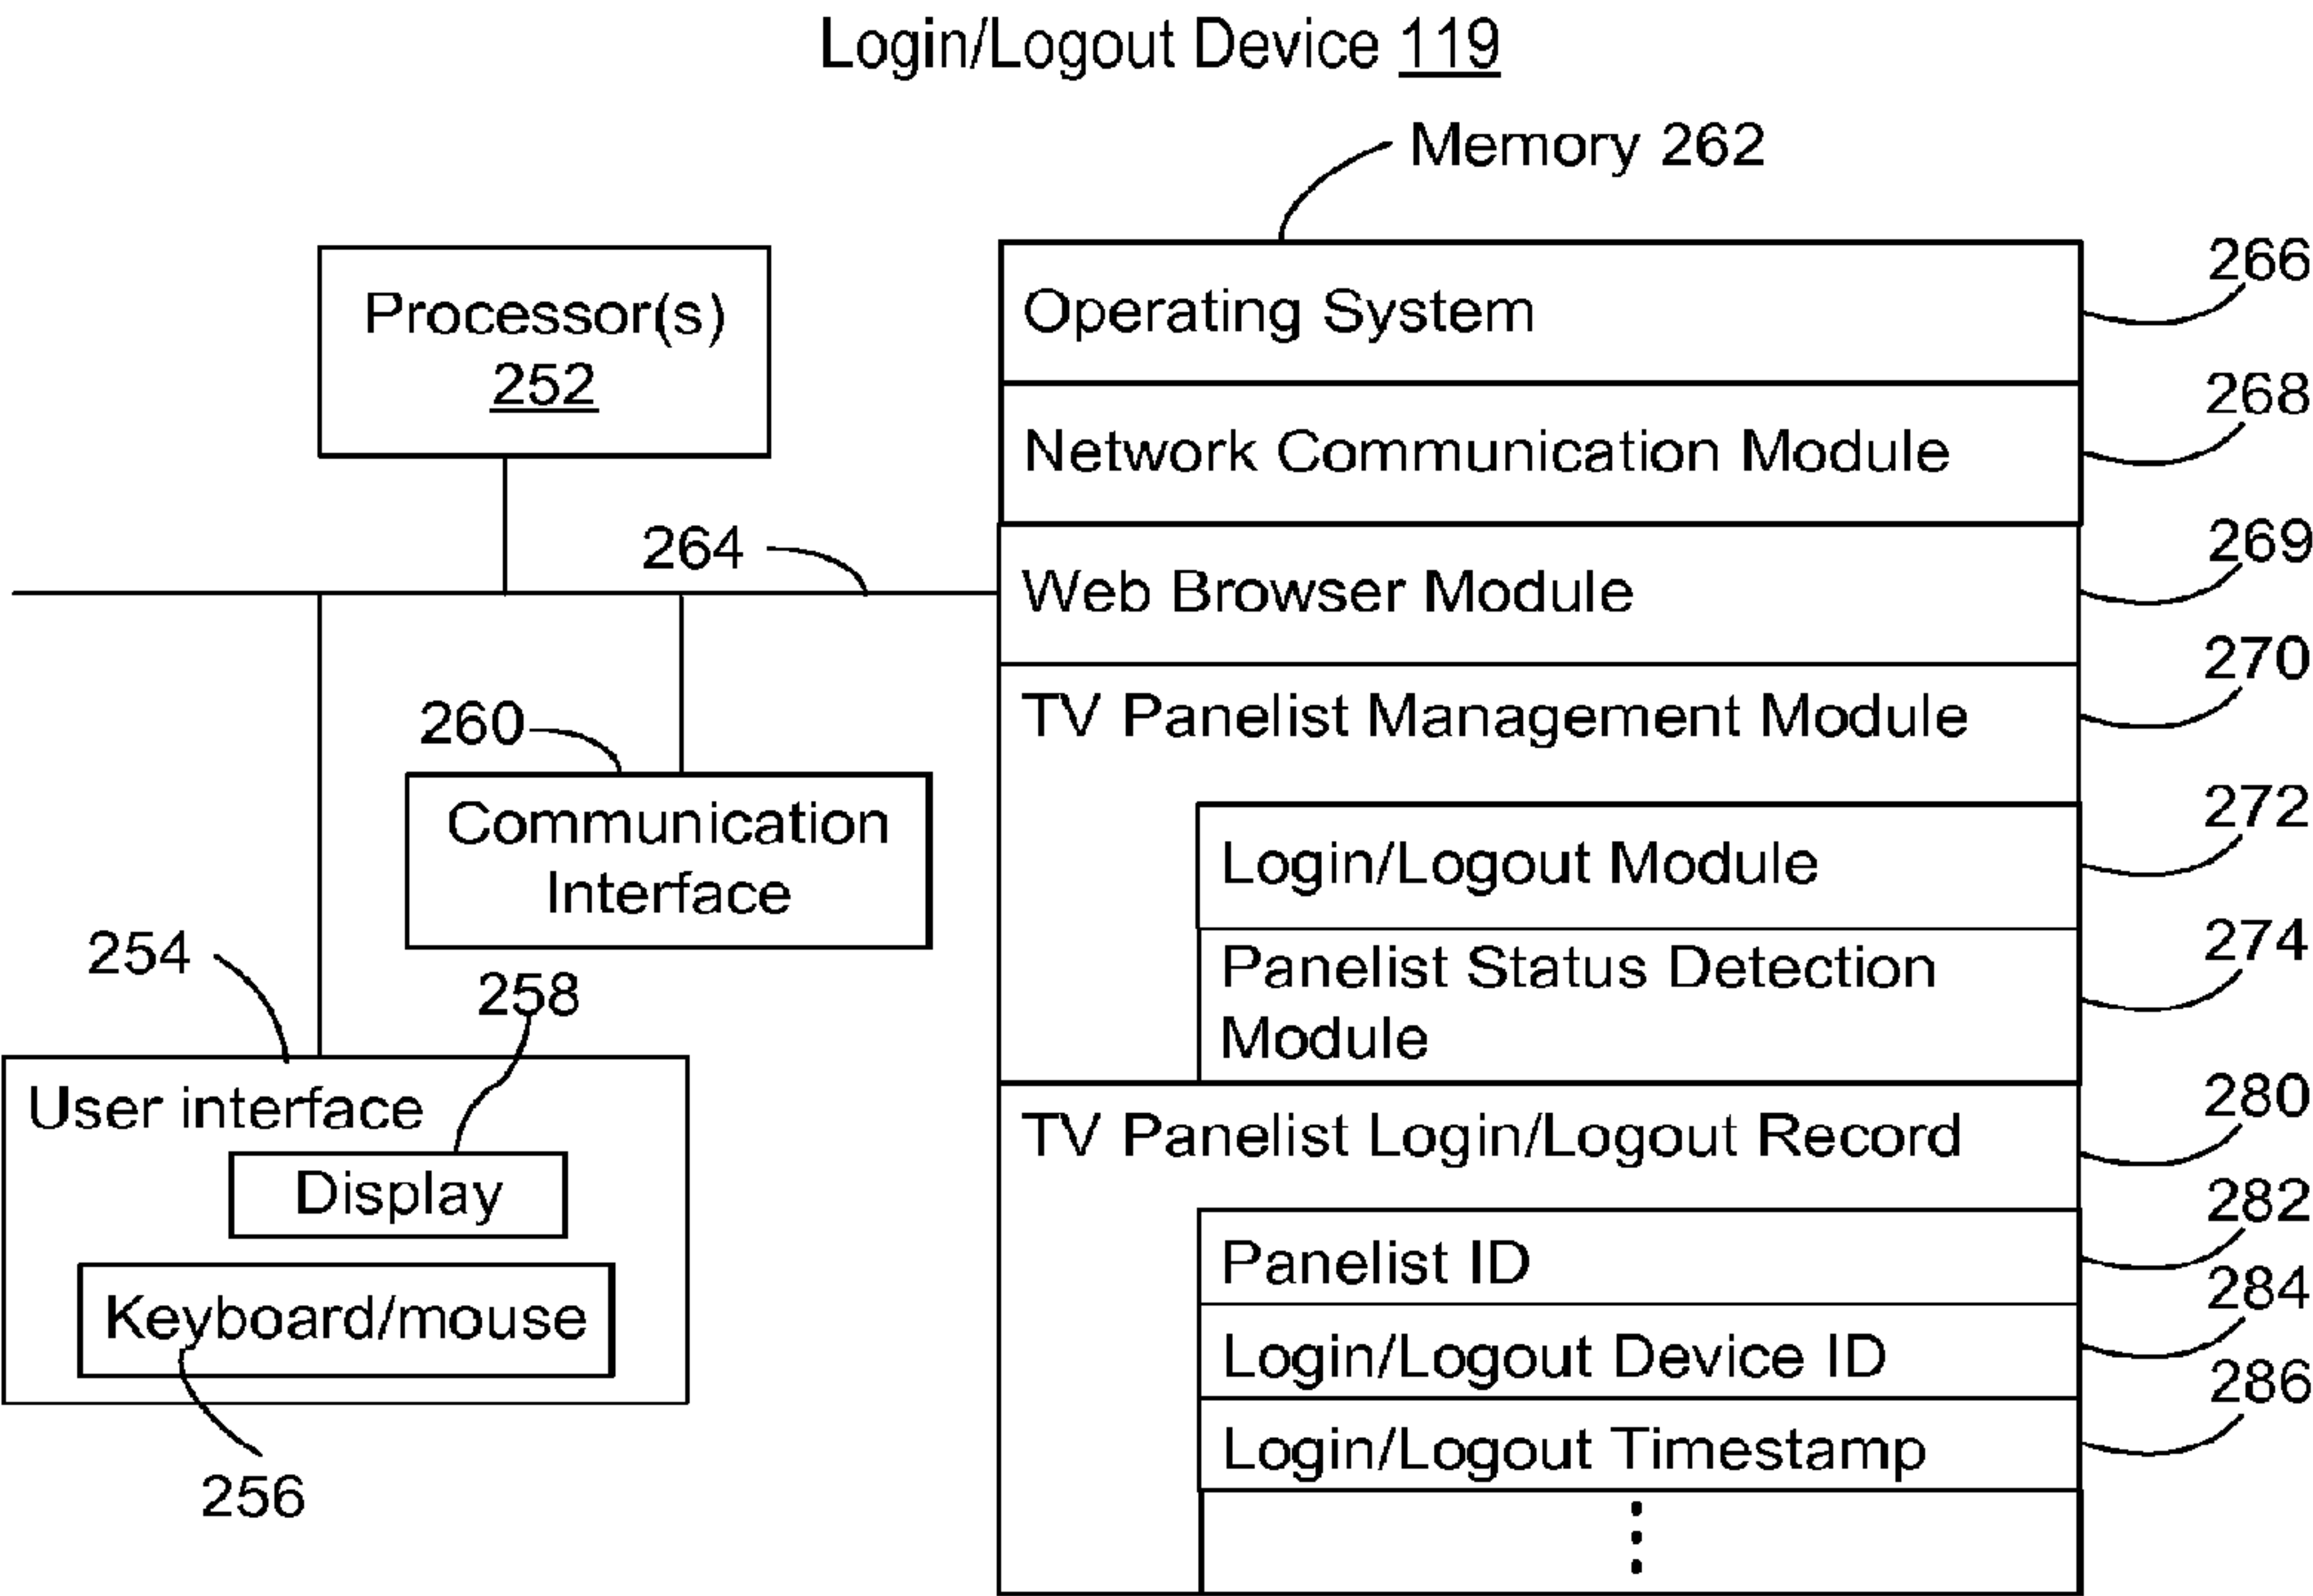 Login/Logout Device 119
Memory 262
Processor(s)
252
264
260
Communication
Interface
254
258
User interface
Display
Keyboard/mouse
256
Operating System
266
Network Communication Module
268
Web Browser Module
269
TV Panelist Management Module
270
Login/Logout Module
272
Panelist Status Detection
Module
274
TV Panelist Login/Logout Record
280
Panelist ID
282
Login/Logout Device ID
284
Login/Logout Timestamp
286